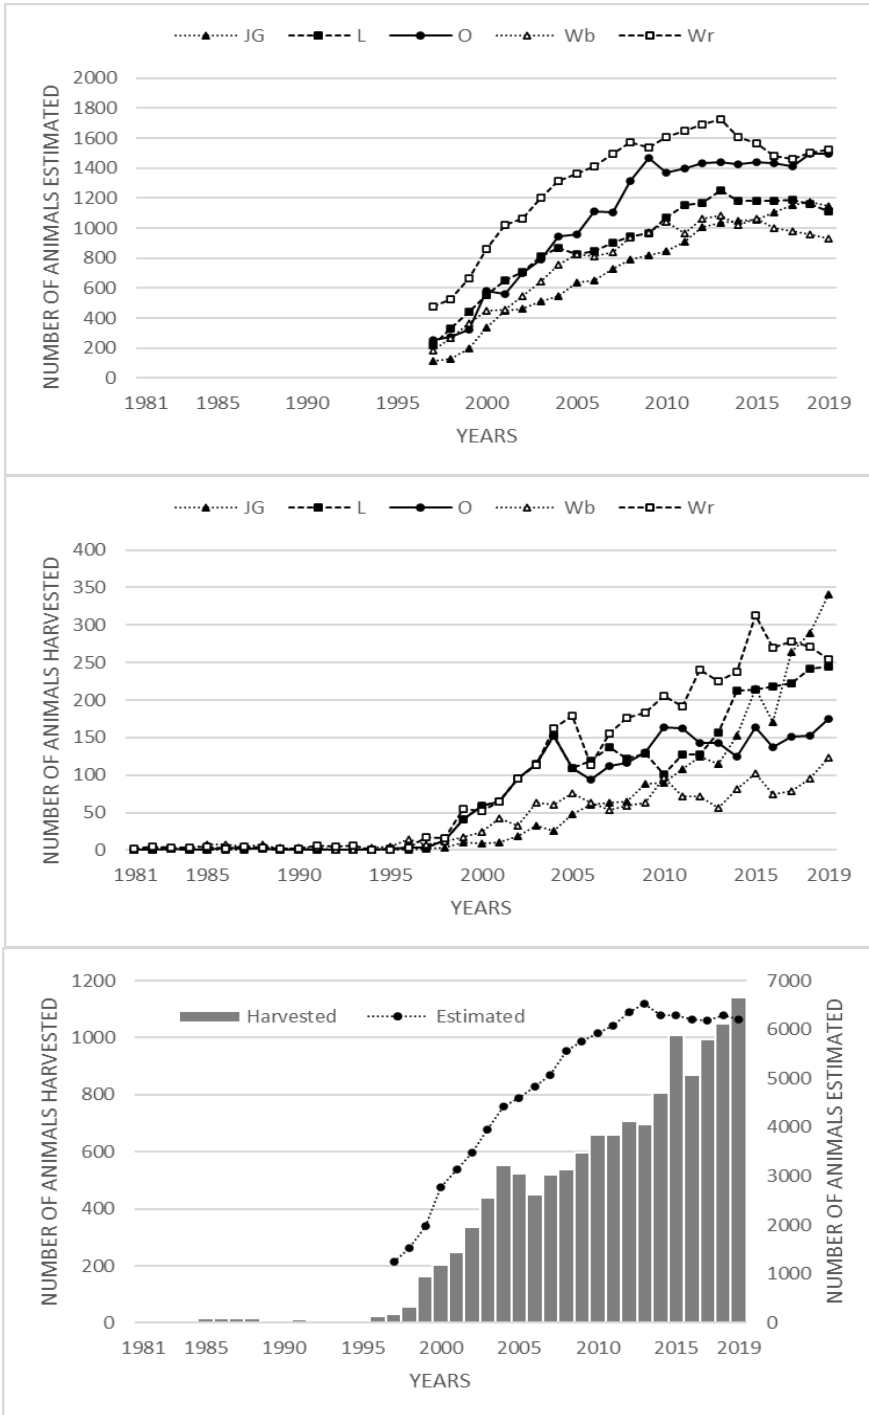 JG L O Wb Wr
2000
1800
1600
1400
1200
1000
800
600
400
200
0
NUMBER OF ANIMALS ESTIMATED
1981 1985 1990 1995 2000 2005 2010 2015 2019
YEARS
JG L O Wb Wr
400
350
300
250
200
150
100
50
0
NUMBER OF ANIMALS HARVESTED
1981 1985 1990 1995 2000 2005 2010 2015 2019
YEARS
1200
1000
800
600
400
200
0
NUMBER OF ANIMALS HARVESTED
Harvested Estimated
7000
6000
5000
4000
3000
2000
1000
0
NUMBER OF ANIMALS ESTIMATED
1981 1985 1990 1995 2000 2005 2010 2015 2019
YEARS